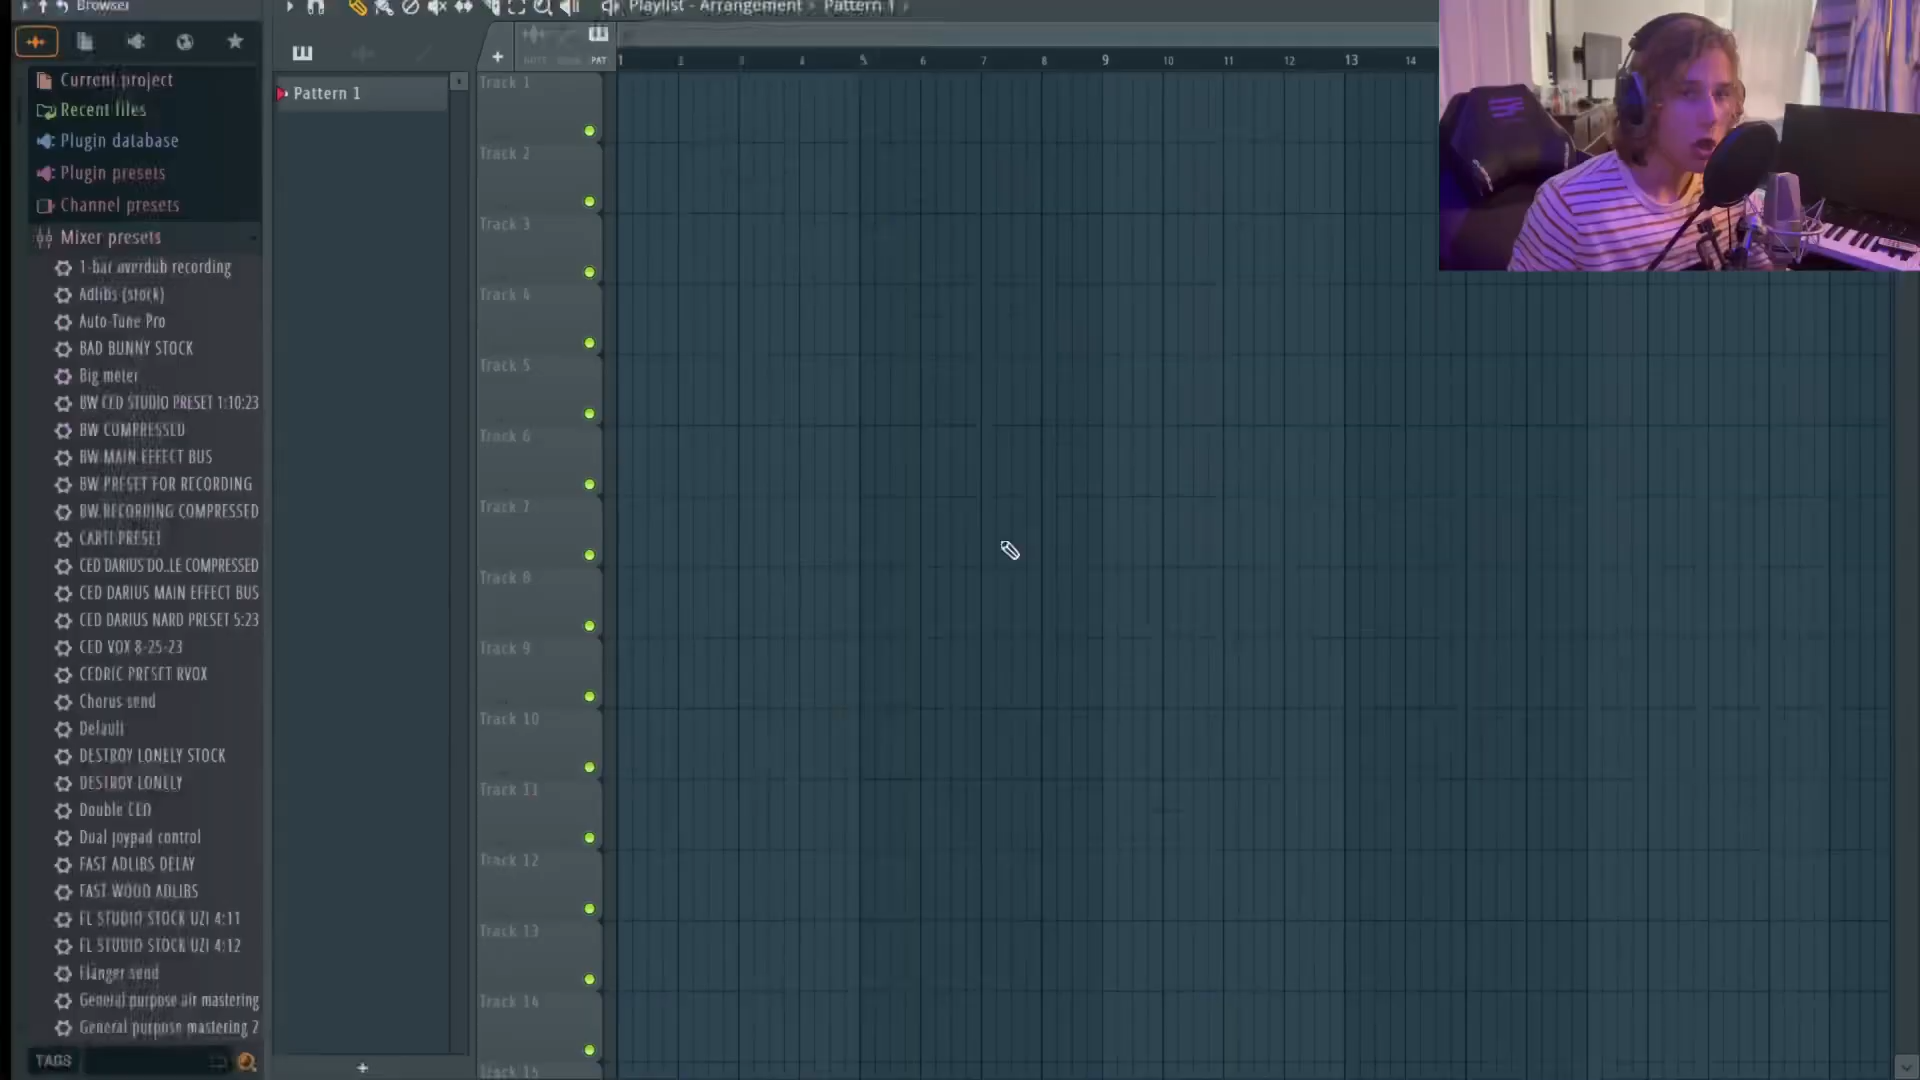 Browser
Playlist - Arrangement › Pattern 1 ›
PAT
1 2 3 4 5 6 7 8 9 10 11 12 13 14
Current project
Recent files
Plugin database
Plugin presets
Channel presets
Mixer presets
1-bar overdub recording
Adlibs (stock)
Auto-Tune Pro
BAD BUNNY STOCK
Big meter
BW CED STUDIO PRESET 1:10:23
BW COMPRESSED
BW MAIN EFFECT BUS
BW PRESET FOR RECORDING
BW RECORDING COMPRESSED
CARTI PRESET
CED DARIUS DO..LE COMPRESSED
CED DARIUS MAIN EFFECT BUS
CED DARIUS NARD PRESET 5:23
CED VOX 8-25-23
CEDRIC PRESET RVOX
Chorus send
Default
DESTROY LONELY STOCK
DESTROY LONELY
Double CED
Dual joypad control
FAST ADLIBS DELAY
FAST WOOD ADLIBS
FL STUDIO STOCK UZI 4:11
FL STUDIO STOCK UZI 4:12
Flanger send
General purpose air mastering
General purpose mastering 2
TAGS
Pattern 1
Track 1
Track 2
Track 3
Track 4
Track 5
Track 6
Track 7
Track 8
Track 9
Track 10
Track 11
Track 12
Track 13
Track 14
Track 15